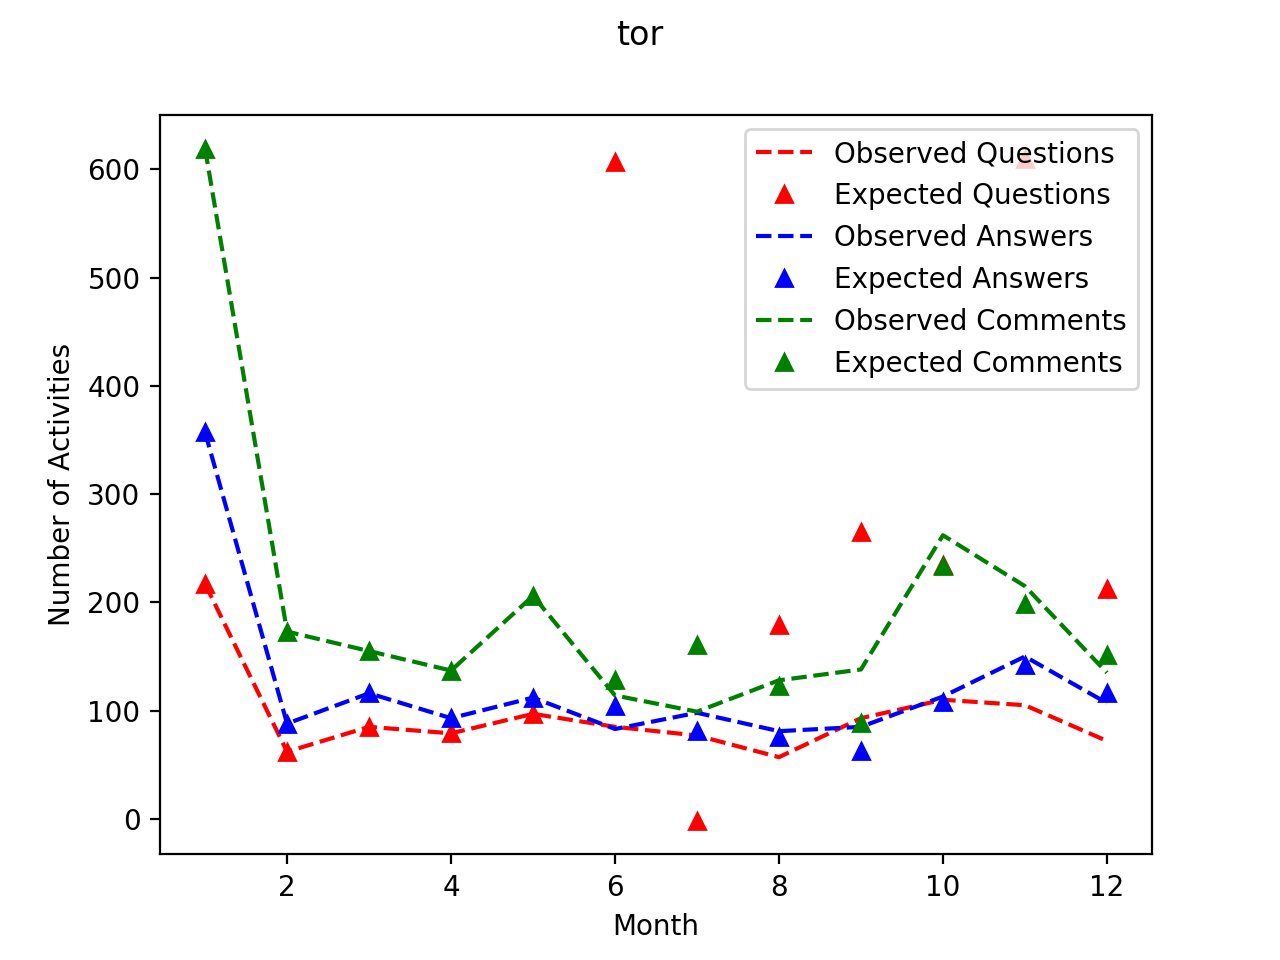 tor
Observed Questions
Expected Questions
Observed Answers
Expected Answers
Observed Comments
Expected Comments
600
500
400
300
200
100
0
Number of Activities
2 4 6 8 10 12
Month